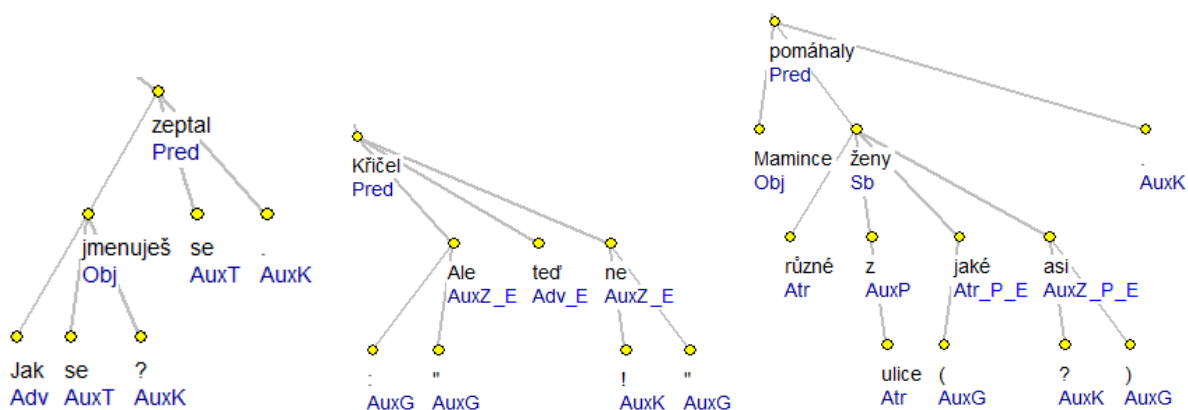 zeptal
Pred
jmenuješ se .
Obj AuxT AuxK
Jak se ?
Adv AuxT AuxK
Křičel
Pred
Ale teď ne
AuxZ_E Adv_E AuxZ_E
: " ! "
AuxG AuxG AuxK AuxG
pomáhaly
Pred
Mamince ženy .
Obj Sb AuxK
různé z jaké asi
Atr AuxP Atr_P_E AuxZ_P_E
ulice ( ? )
Atr AuxG AuxK AuxG